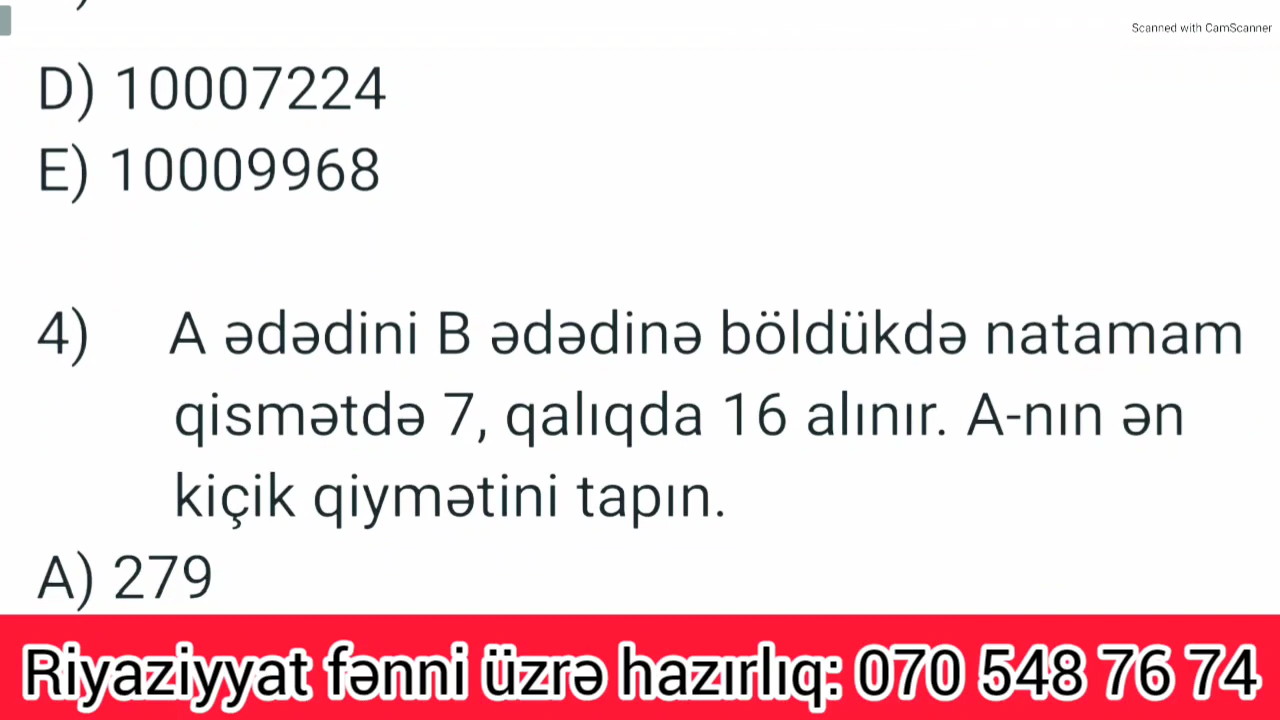 Scanned with CamScanner
D) 10007224
E) 10009968
4) A ədədini B ədədinə böldükdə natamam
qismətdə 7, qalıqda 16 alınır. A-nın ən
kiçik qiymətini tapın.
A) 279
Riyaziyyat fənni üzrə hazırlıq: 070 548 76 74